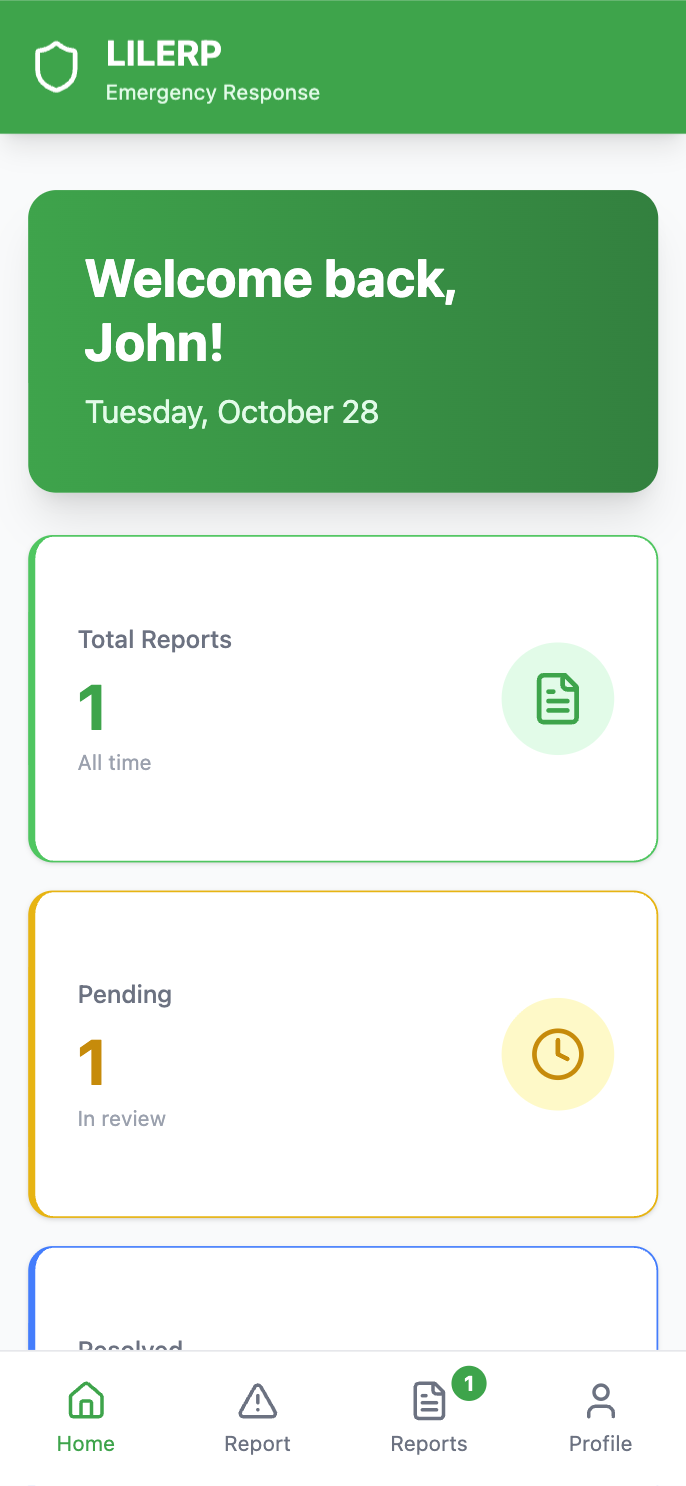 LILERP
Emergency Response
Welcome back,
John!
Tuesday, October 28
Total Reports
1
All time
Pending
1
In review
Resolved
1
Home
Report
Reports
Profile